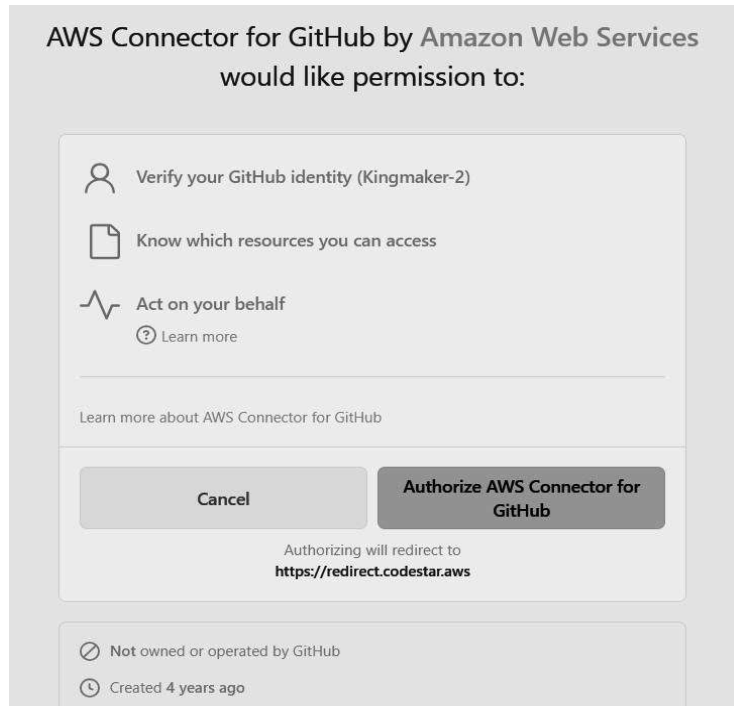 AWS Connector for GitHub by Amazon Web Services
would like permission to:
Verify your GitHub identity (Kingmaker-2)
Know which resources you can access
Act on your behalf
Learn more
Learn more about AWS Connector for GitHub
Cancel
Authorize AWS Connector for
GitHub
Authorizing will redirect to
https://redirect.codestar.aws
Not owned or operated by GitHub
Created 4 years ago